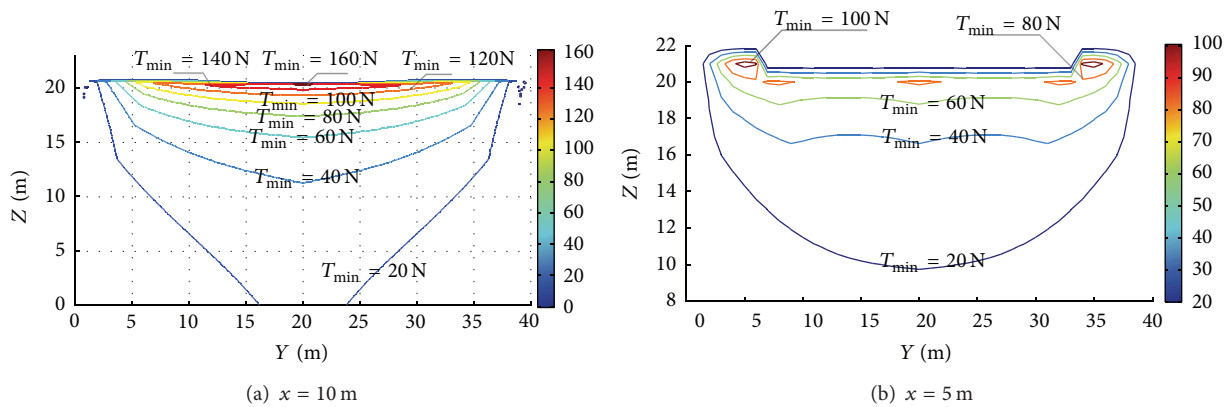 T_min = 140 N T_min = 160 N T_min = 120 N
T_min = 100 N
T_min = 80 N
T_min = 60 N
T_min = 40 N
T_min = 20 N
Z (m)
20
15
10
5
0
0 5 10 15 20 25 30 35 40
Y (m)
160
140
120
100
80
60
40
20
0
(a) x = 10 m
T_min = 100 N T_min = 80 N
T_min = 60 N
T_min = 40 N
T_min = 20 N
Z (m)
22
20
18
16
14
12
10
8
0 5 10 15 20 25 30 35 40
Y (m)
100
90
80
70
60
50
40
30
20
(b) x = 5 m